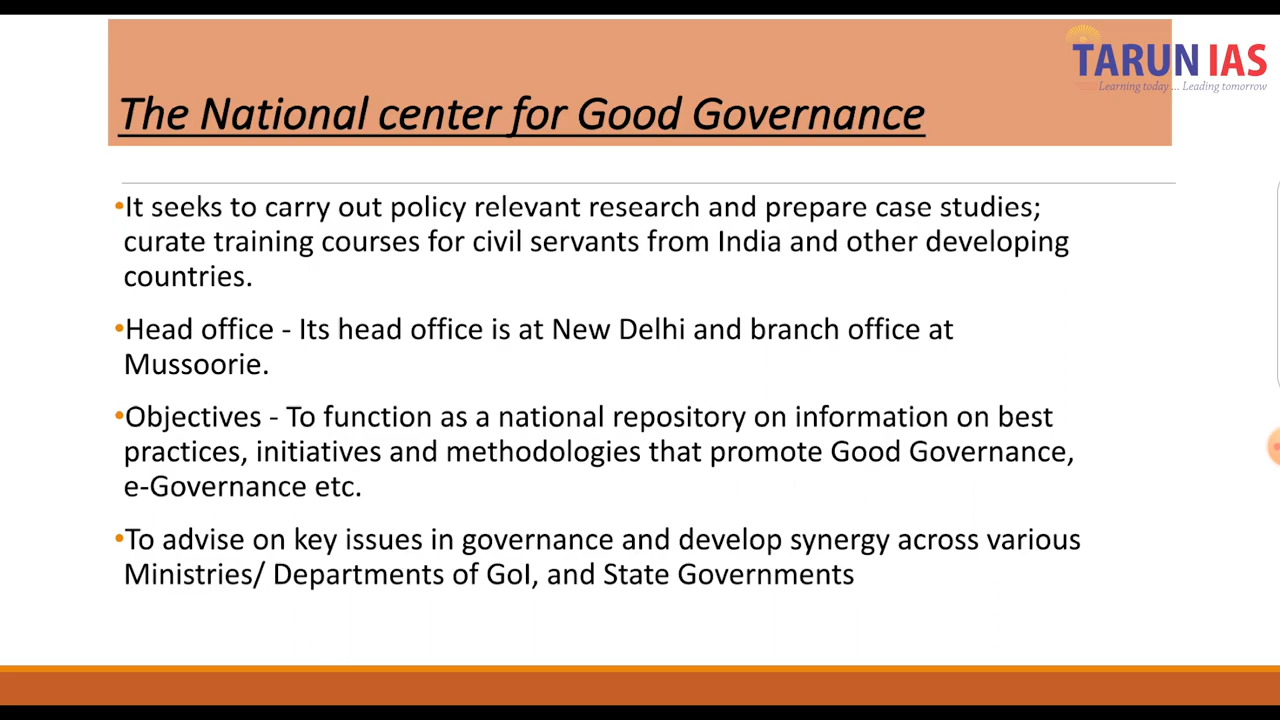 TARUN IAS
Learning today ... Leading tomorrow
The National center for Good Governance
•It seeks to carry out policy relevant research and prepare case studies;
curate training courses for civil servants from India and other developing
countries.
•Head office - Its head office is at New Delhi and branch office at
Mussoorie.
•Objectives - To function as a national repository on information on best
practices, initiatives and methodologies that promote Good Governance,
e-Governance etc.
•To advise on key issues in governance and develop synergy across various
Ministries/ Departments of GoI, and State Governments